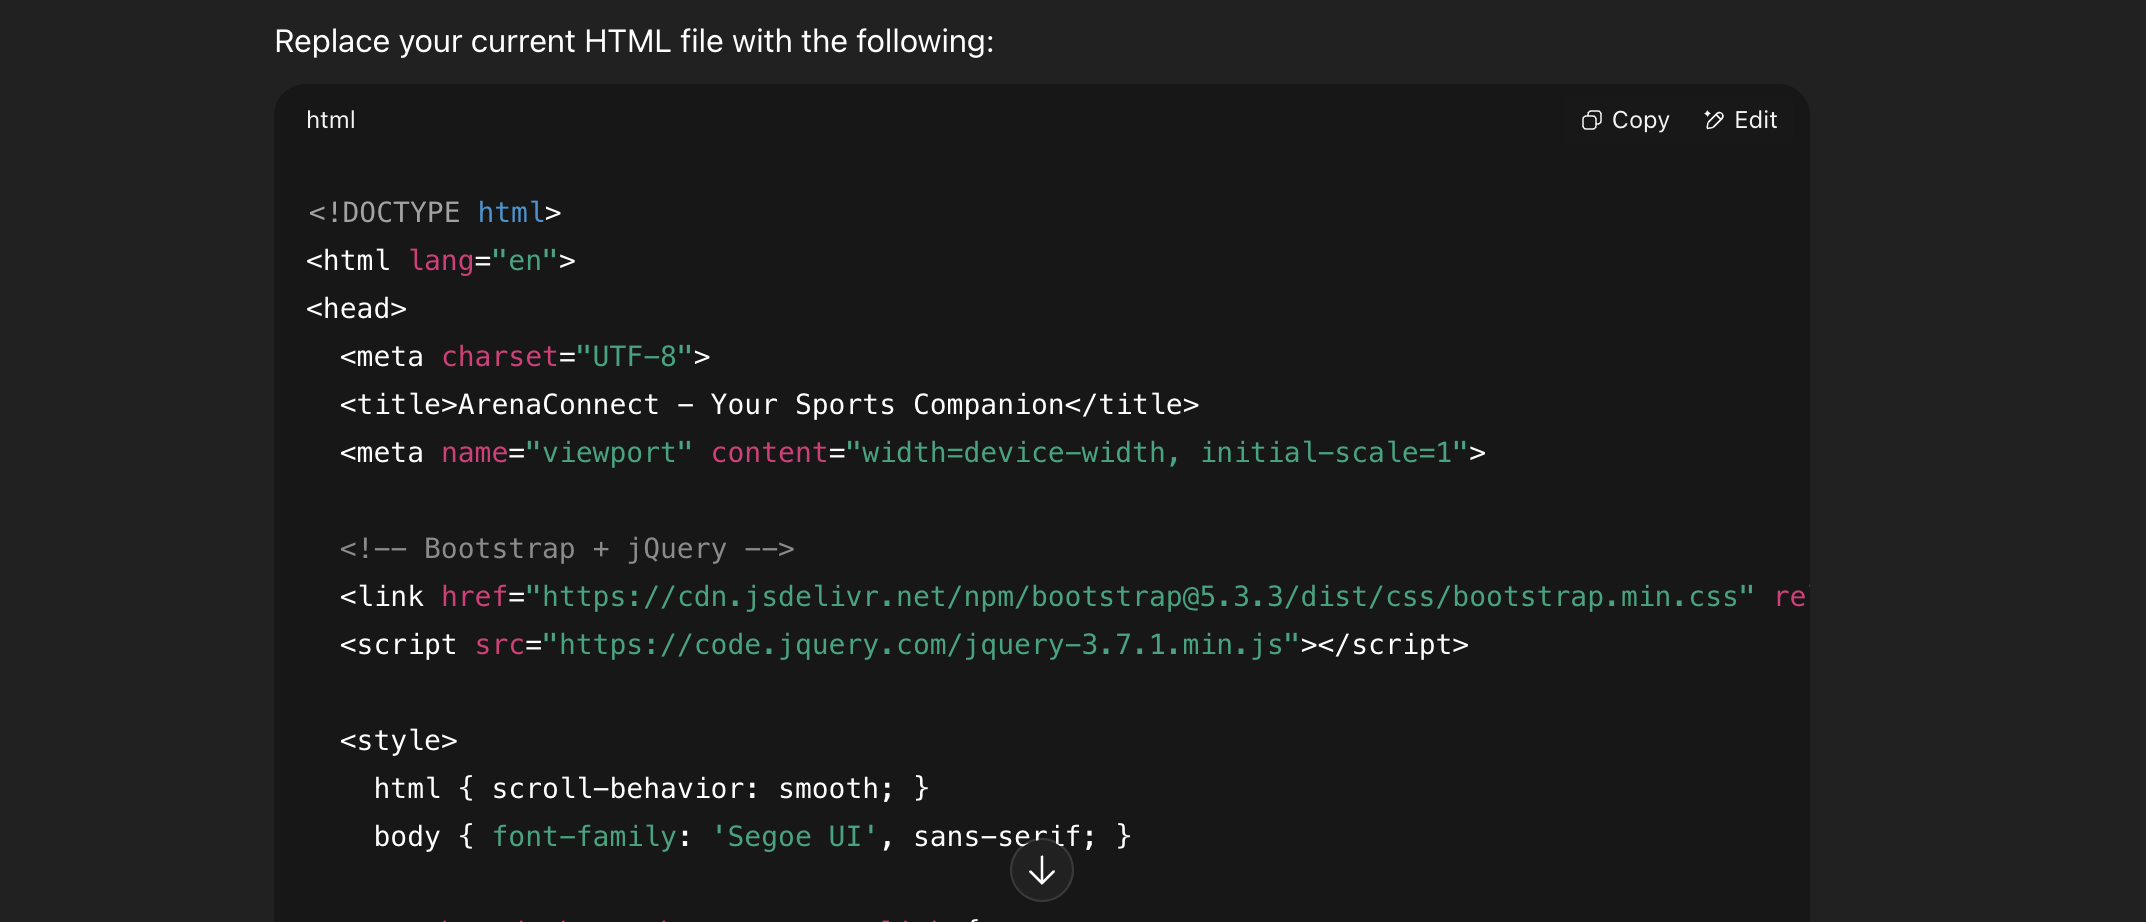 Replace your current HTML file with the following:
html
Copy
Edit
<!DOCTYPE html>
<html lang="en">
<head>
  <meta charset="UTF-8">
  <title>ArenaConnect - Your Sports Companion</title>
  <meta name="viewport" content="width=device-width, initial-scale=1">
  <!-- Bootstrap + jQuery -->
  <link href="https://cdn.jsdelivr.net/npm/bootstrap@5.3.3/dist/css/bootstrap.min.css" re
  <script src="https://code.jquery.com/jquery-3.7.1.min.js"></script>
  <style>
    html { scroll-behavior: smooth; }
    body { font-family: 'Segoe UI', sans-serif; }